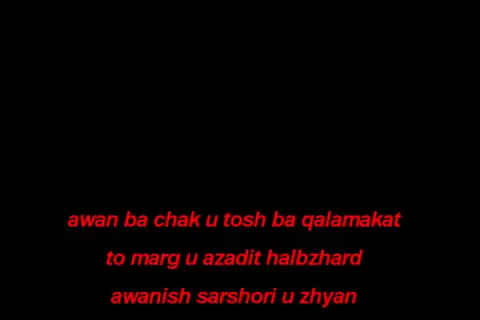 awan ba chak u tosh ba qalamakat
to marg u azadit halbzhard
awanish sarshori u zhyan